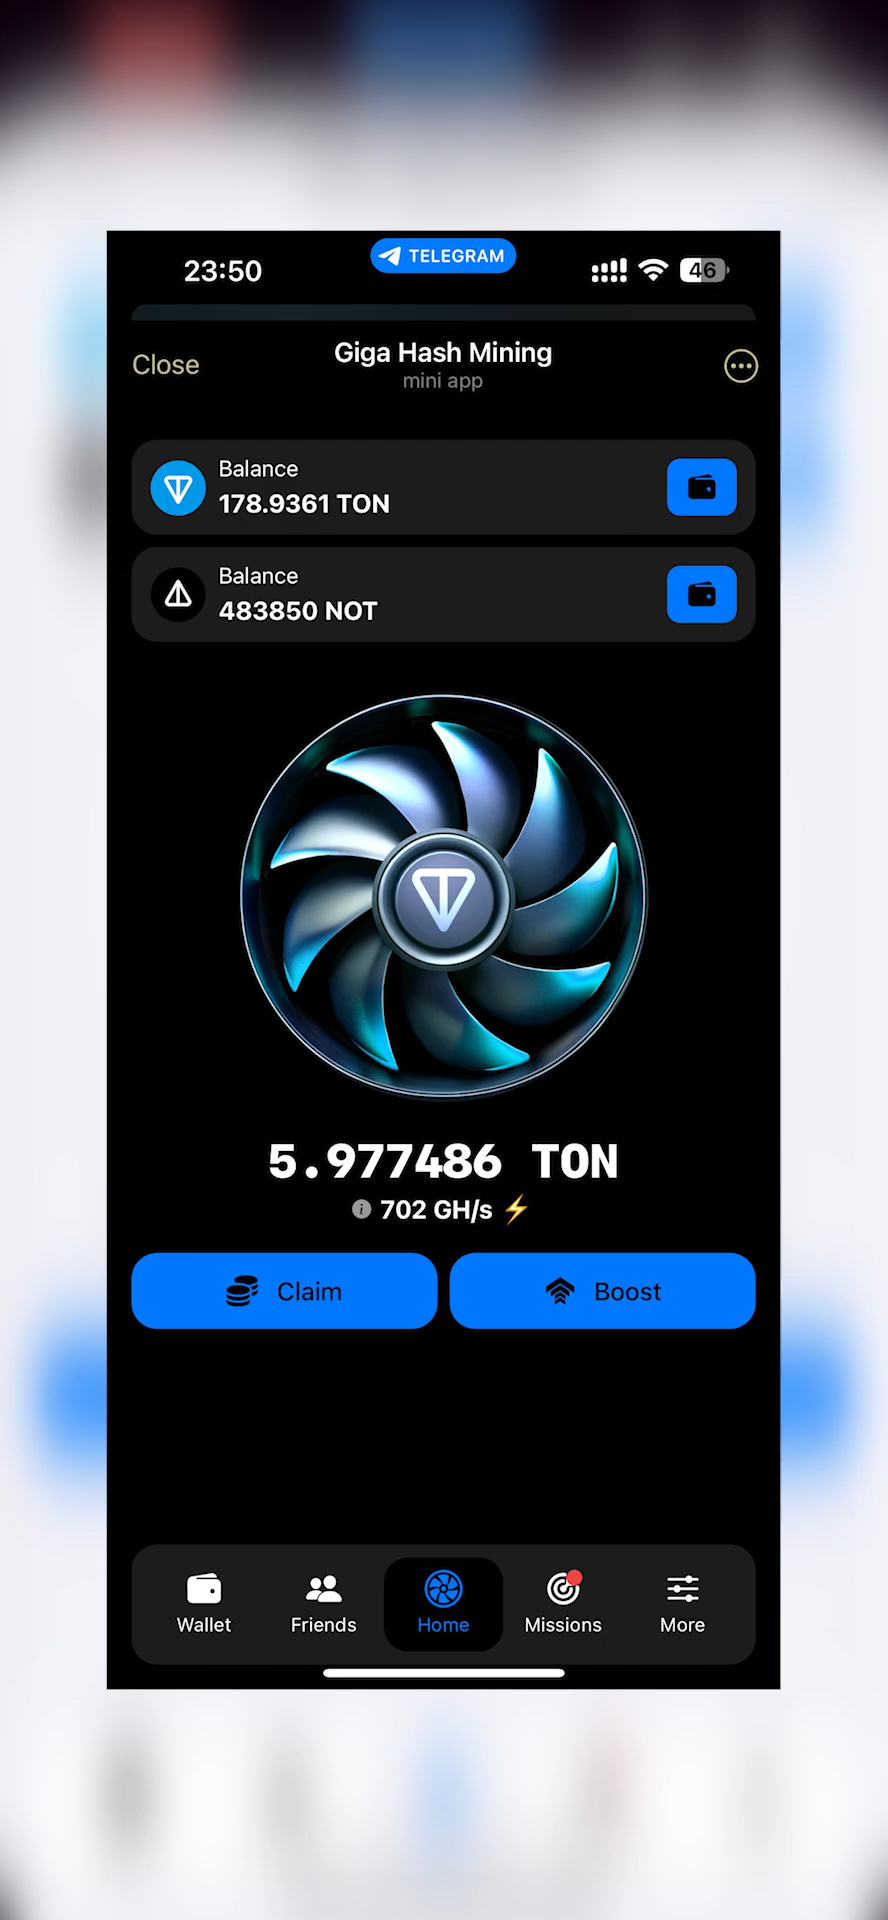 23:50
TELEGRAM
46
Close
Giga Hash Mining
mini app
Balance
178.9361 TON
Balance
483850 NOT
5.977486 TON
702 GH/s ⚡
Claim
Boost
Wallet
Friends
Home
Missions
More